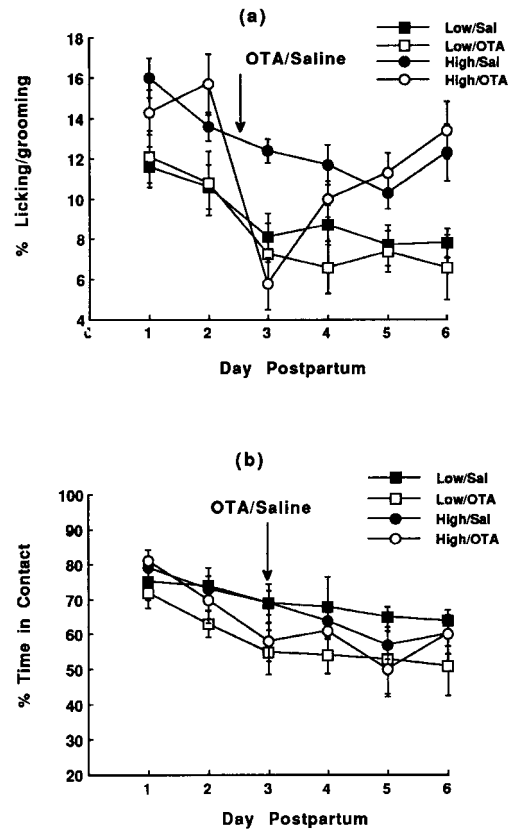 (a)
Low/Sal
Low/OTA
High/Sal
High/OTA
OTA/Saline
% Licking/grooming
18
16
14
12
10
8
6
4
1 2 3 4 5 6
Day Postpartum
(b)
Low/Sal
Low/OTA
High/Sal
High/OTA
OTA/Saline
% Time in Contact
100
90
80
70
60
50
40
30
20
1 2 3 4 5 6
Day Postpartum